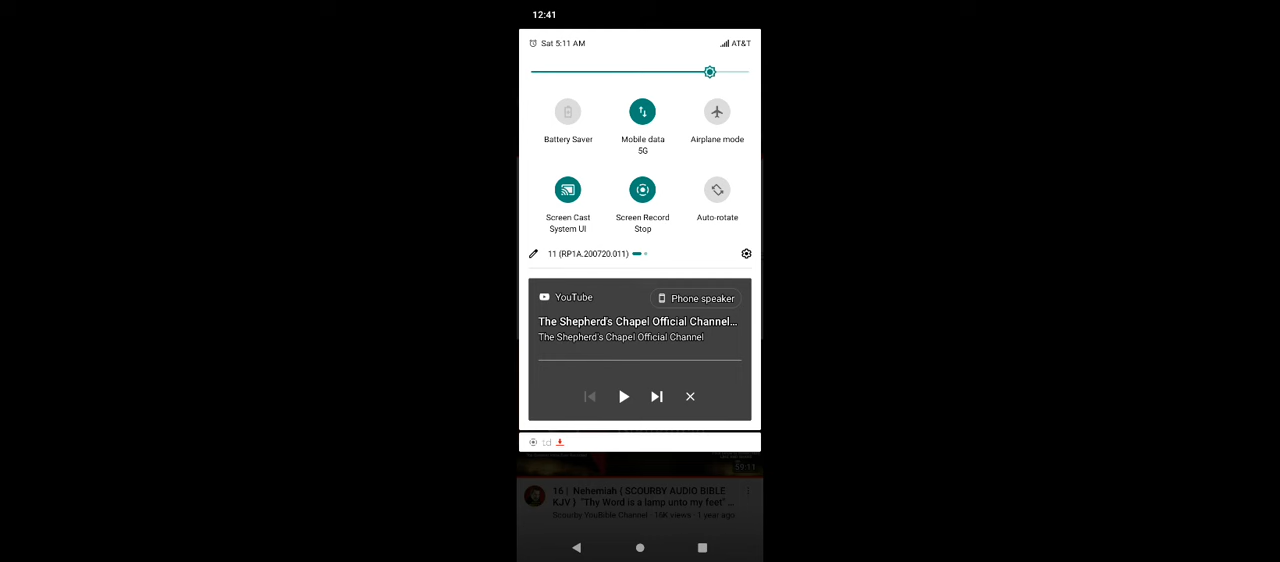 12:41
Sat 5:11 AM
AT&T
Battery Saver
Mobile data
5G
Airplane mode
Screen Cast
System UI
Screen Record
Stop
Auto-rotate
11 (RP1A.200720.011)
YouTube
Phone speaker
The Shepherd's Chapel Official Channel...
The Shepherd's Chapel Official Channel
td
59:11
16 | Nehemiah { SCOURBY AUDIO BIBLE
KJV } "Thy Word is a lamp unto my feet" ...
Scourby YouBible Channel · 16K views · 1 year ago